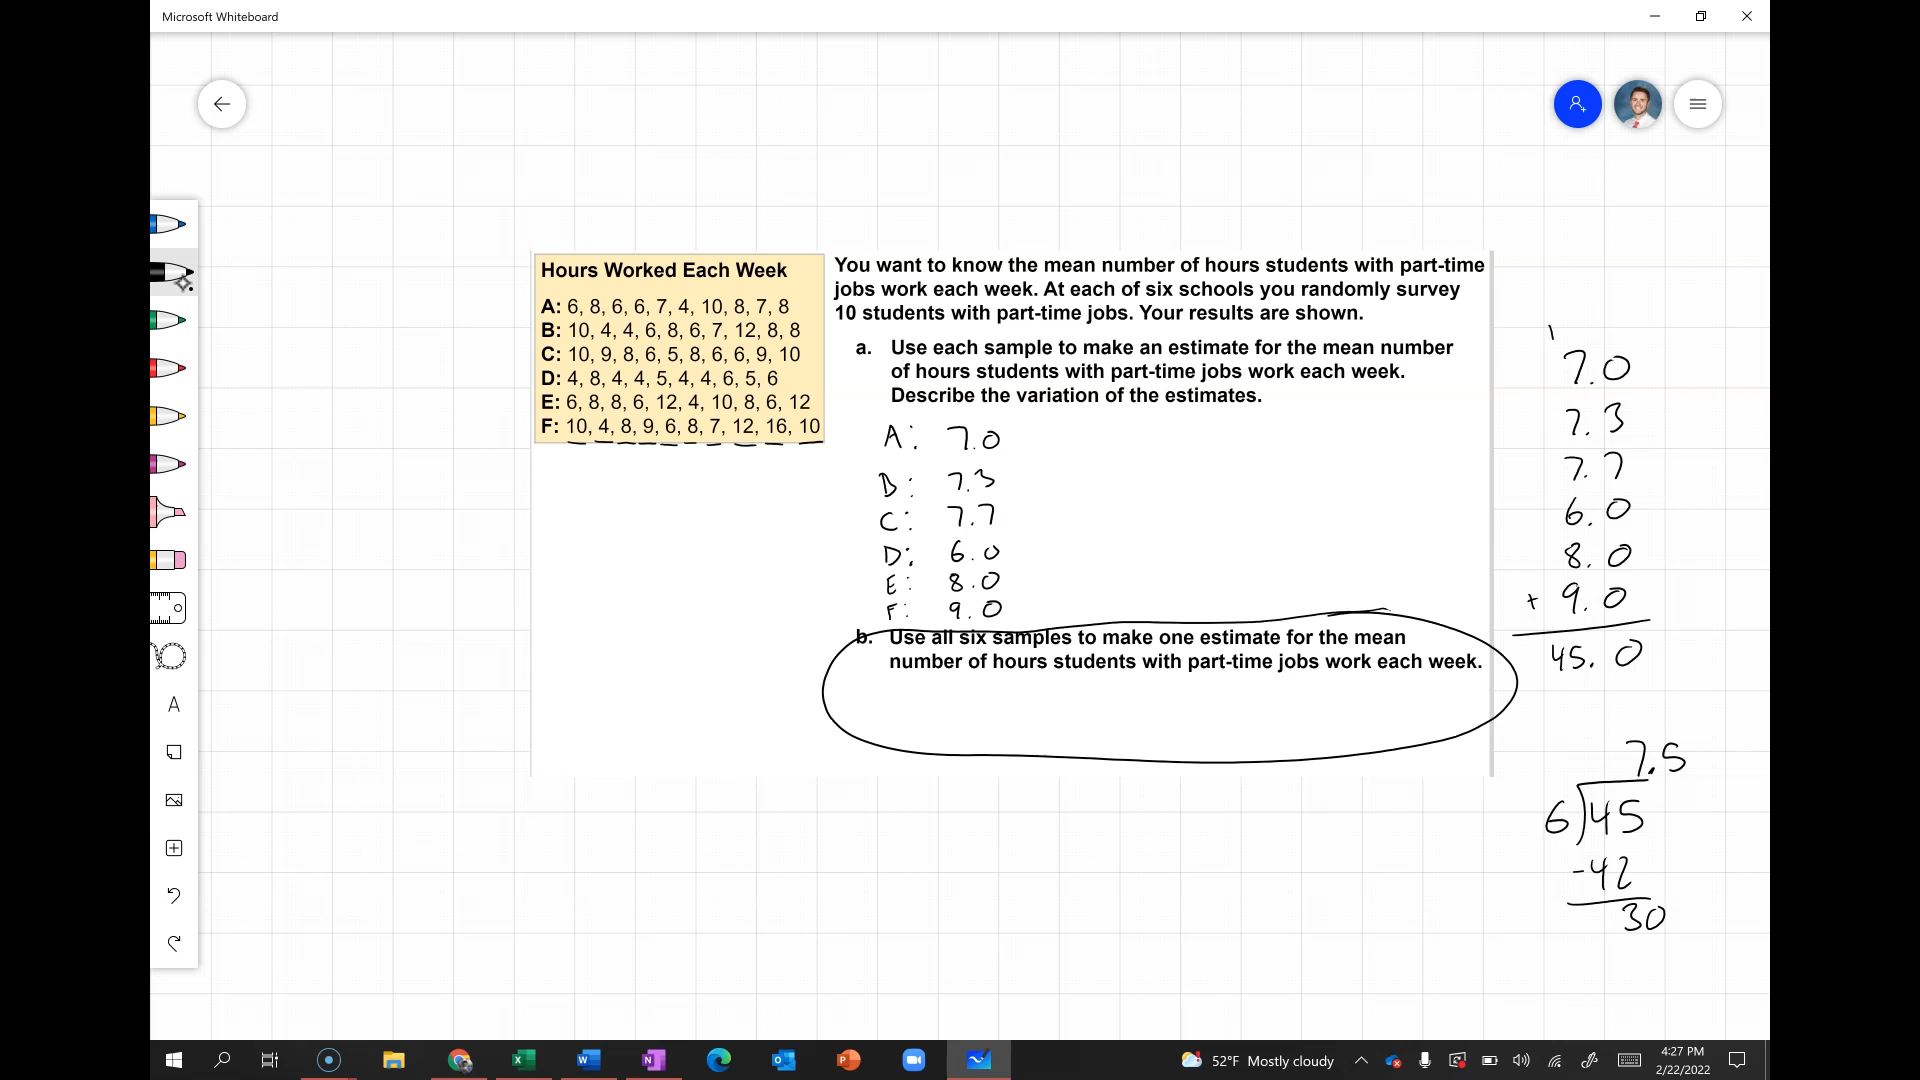 Microsoft Whiteboard
Hours Worked Each Week
A: 6, 8, 6, 6, 7, 4, 10, 8, 7, 8
B: 10, 4, 4, 6, 8, 6, 7, 12, 8, 8
C: 10, 9, 8, 6, 5, 8, 6, 6, 9, 10
D: 4, 8, 4, 4, 5, 4, 4, 6, 5, 6
E: 6, 8, 8, 6, 12, 4, 10, 8, 6, 12
F: 10, 4, 8, 9, 6, 8, 7, 12, 16, 10
You want to know the mean number of hours students with part-time
jobs work each week. At each of six schools you randomly survey
10 students with part-time jobs. Your results are shown.
a. Use each sample to make an estimate for the mean number
of hours students with part-time jobs work each week.
Describe the variation of the estimates.
A: 7.0
B: 7.3
C: 7.7
D: 6.0
E: 8.0
F: 9.0
b. Use all six samples to make one estimate for the mean
number of hours students with part-time jobs work each week.
1
7.0
7.3
7.7
6.0
8.0
+ 9.0
45.0
7.5
6)45
-42
30
A
52°F Mostly cloudy
4:27 PM
2/22/2022